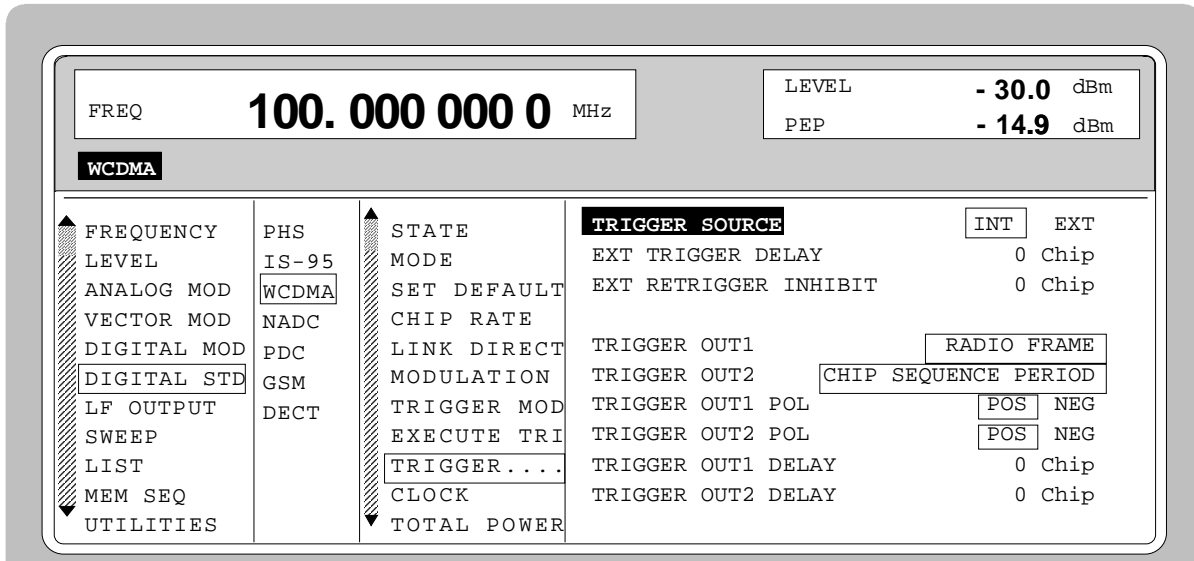 FREQ 100. 000 000 0 MHz
LEVEL - 30.0 dBm
PEP - 14.9 dBm
WCDMA
FREQUENCY
LEVEL
ANALOG MOD
VECTOR MOD
DIGITAL MOD
DIGITAL STD
LF OUTPUT
SWEEP
LIST
MEM SEQ
UTILITIES
PHS
IS-95
WCDMA
NADC
PDC
GSM
DECT
STATE
MODE
SET DEFAULT
CHIP RATE
LINK DIRECT
MODULATION
TRIGGER MOD
EXECUTE TRI
TRIGGER....
CLOCK
TOTAL POWER
TRIGGER SOURCE INT EXT
EXT TRIGGER DELAY 0 Chip
EXT RETRIGGER INHIBIT 0 Chip
TRIGGER OUT1 RADIO FRAME
TRIGGER OUT2 CHIP SEQUENCE PERIOD
TRIGGER OUT1 POL POS NEG
TRIGGER OUT2 POL POS NEG
TRIGGER OUT1 DELAY 0 Chip
TRIGGER OUT2 DELAY 0 Chip